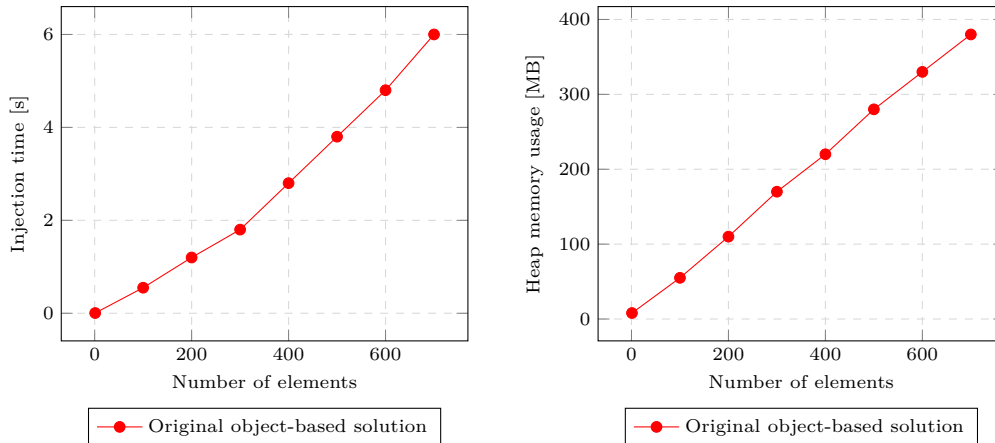 6
4
2
0
Injection time [s]
0
200
400
600
Number of elements
Original object-based solution
400
300
200
100
0
Heap memory usage [MB]
0
200
400
600
Number of elements
Original object-based solution